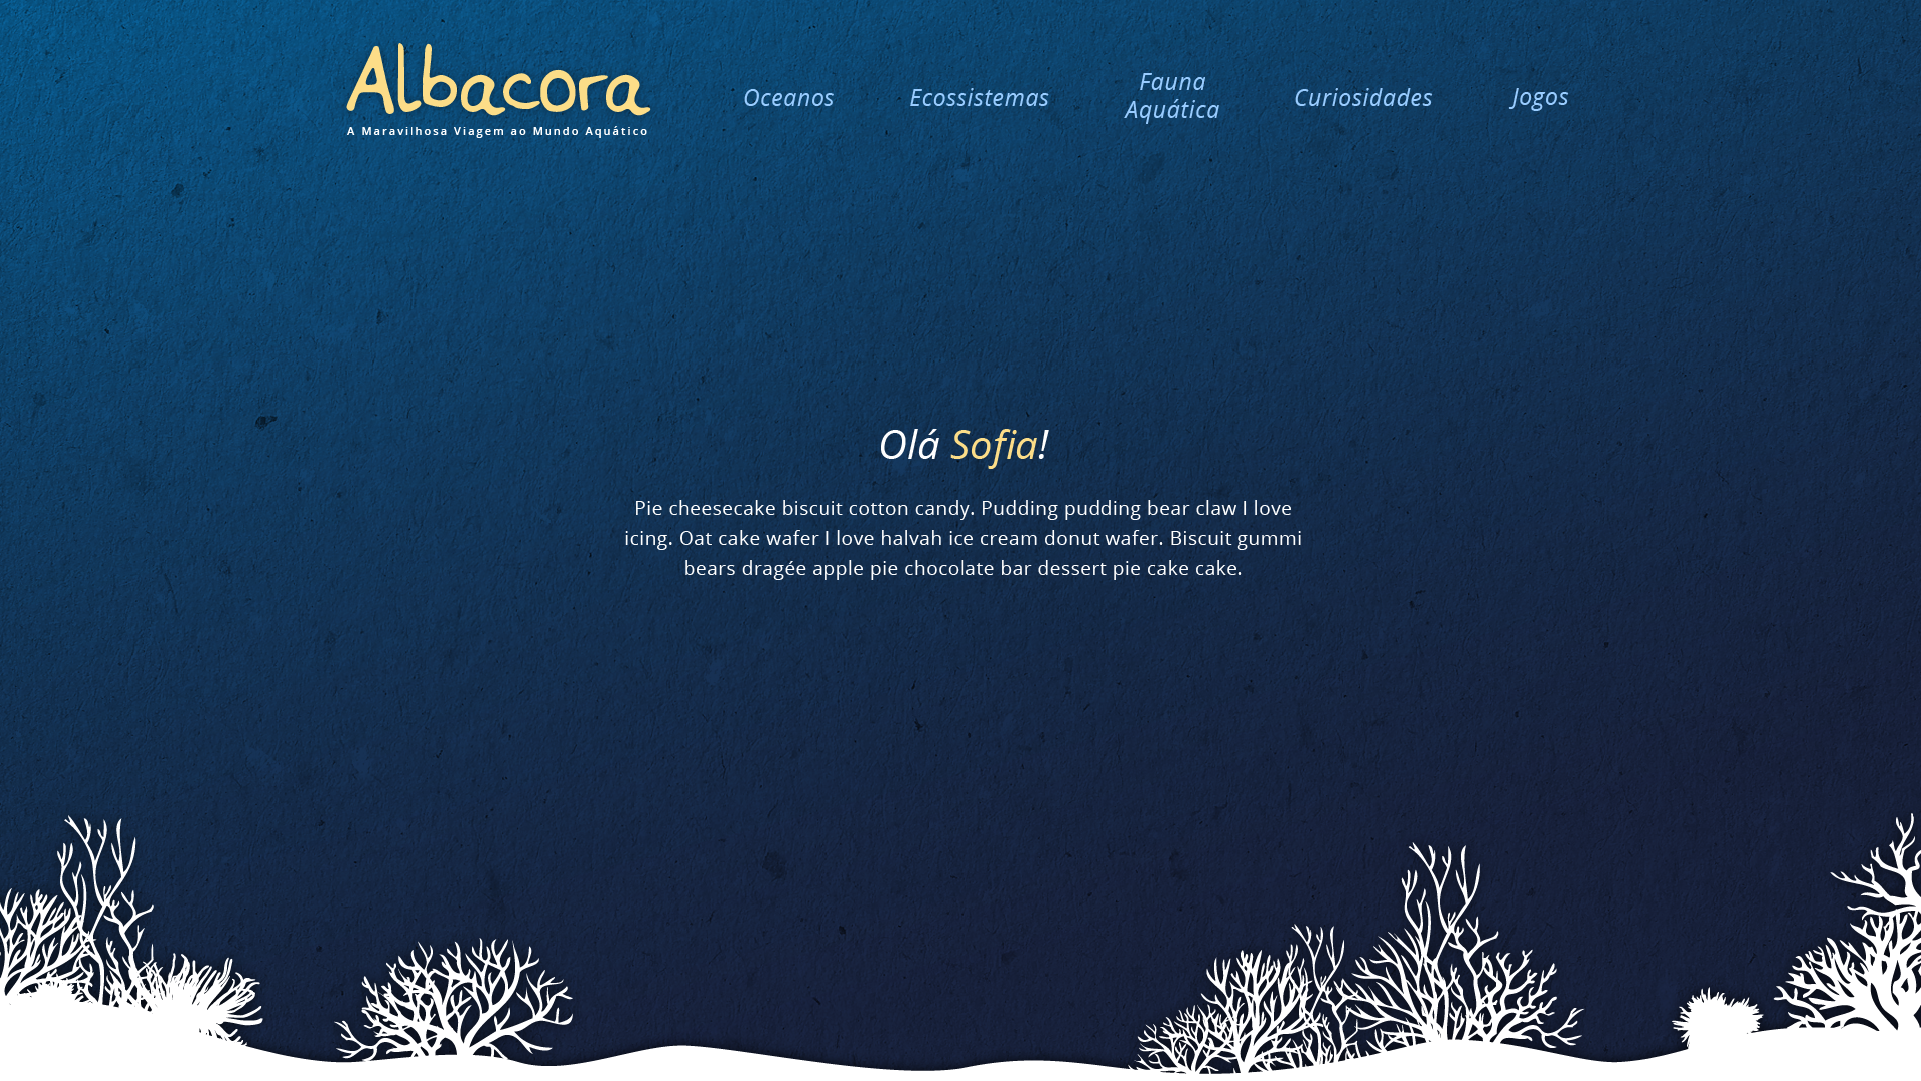 Albacora
A Maravilhosa Viagem ao Mundo Aquático
Oceanos
Ecossistemas
Fauna
Aquática
Curiosidades
Jogos
Olá Sofia!
Pie cheesecake biscuit cotton candy. Pudding pudding bear claw I love
icing. Oat cake wafer I love halvah ice cream donut wafer. Biscuit gummi
bears dragée apple pie chocolate bar dessert pie cake cake.